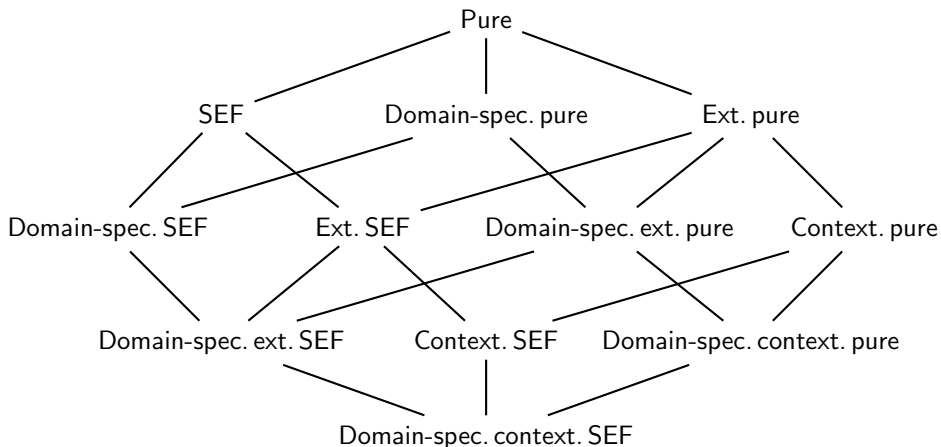 Pure
SEF
Domain-spec. pure
Ext. pure
Domain-spec. SEF
Ext. SEF
Domain-spec. ext. pure
Context. pure
Domain-spec. ext. SEF
Context. SEF
Domain-spec. context. pure
Domain-spec. context. SEF